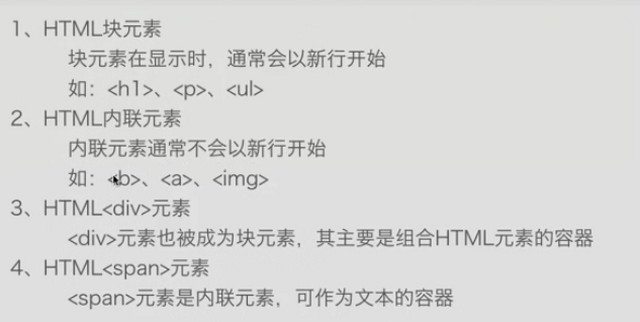 1、HTML块元素
块元素在显示时，通常会以新行开始
如：<h1>、<p>、<ul>
2、HTML内联元素
内联元素通常不会以新行开始
如：<b>、<a>、<img>
3、HTML<div>元素
<div>元素也被成为块元素，其主要是组合HTML元素的容器
4、HTML<span>元素
<span>元素是内联元素，可作为文本的容器